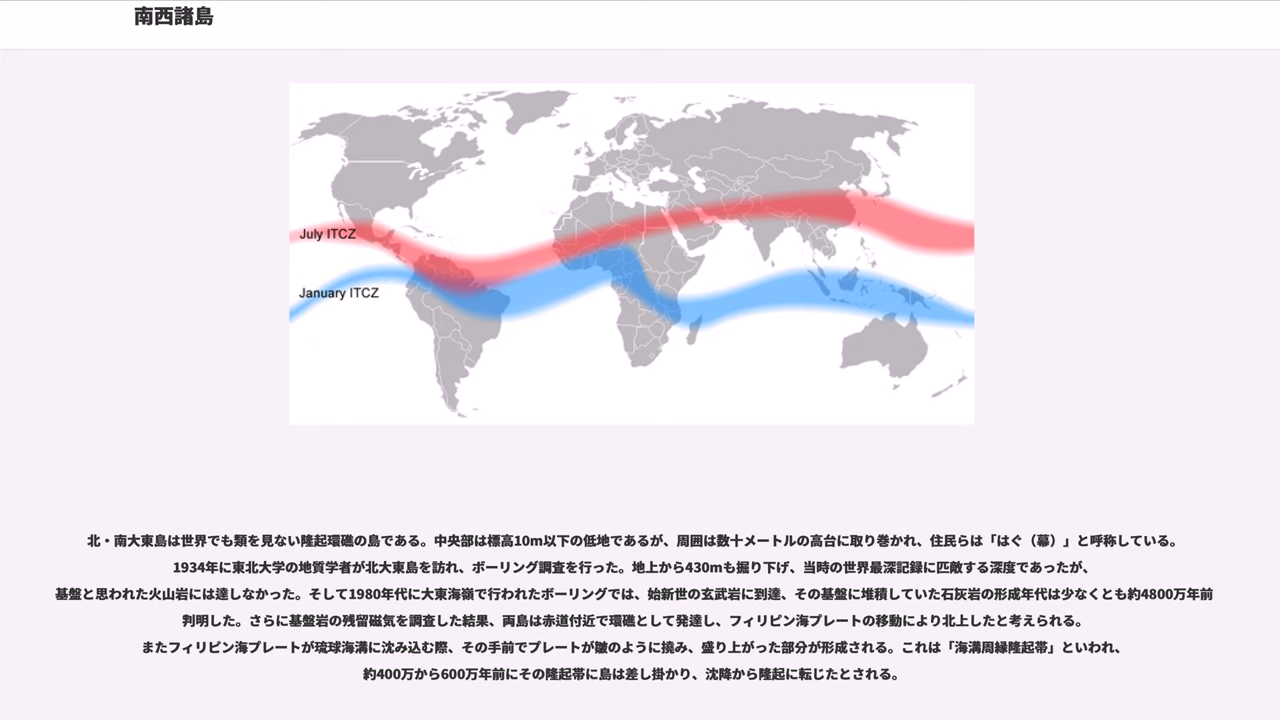 南西諸島
July ITCZ
January ITCZ
北・南大東島は世界でも類を見ない隆起環礁の島である。中央部は標高10m以下の低地であるが、周囲は数十メートルの高台に取り巻かれ、住民らは「はぐ（幕）」と呼称している。
1934年に東北大学の地質学者が北大東島を訪れ、ボーリング調査を行った。地上から430mも掘り下げ、当時の世界最深記録に匹敵する深度であったが、
基盤と思われた火山岩には達しなかった。そして1980年代に大東海嶺で行われたボーリングでは、始新世の玄武岩に到達、その基盤に堆積していた石灰岩の形成年代は少なくとも約4800万年前
判明した。さらに基盤岩の残留磁気を調査した結果、両島は赤道付近で環礁として発達し、フィリピン海プレートの移動により北上したと考えられる。
またフィリピン海プレートが琉球海溝に沈み込む際、その手前でプレートが皺のように撓み、盛り上がった部分が形成される。これは「海溝周縁隆起帯」といわれ、
約400万から600万年前にその隆起帯に島は差し掛かり、沈降から隆起に転じたとされる。